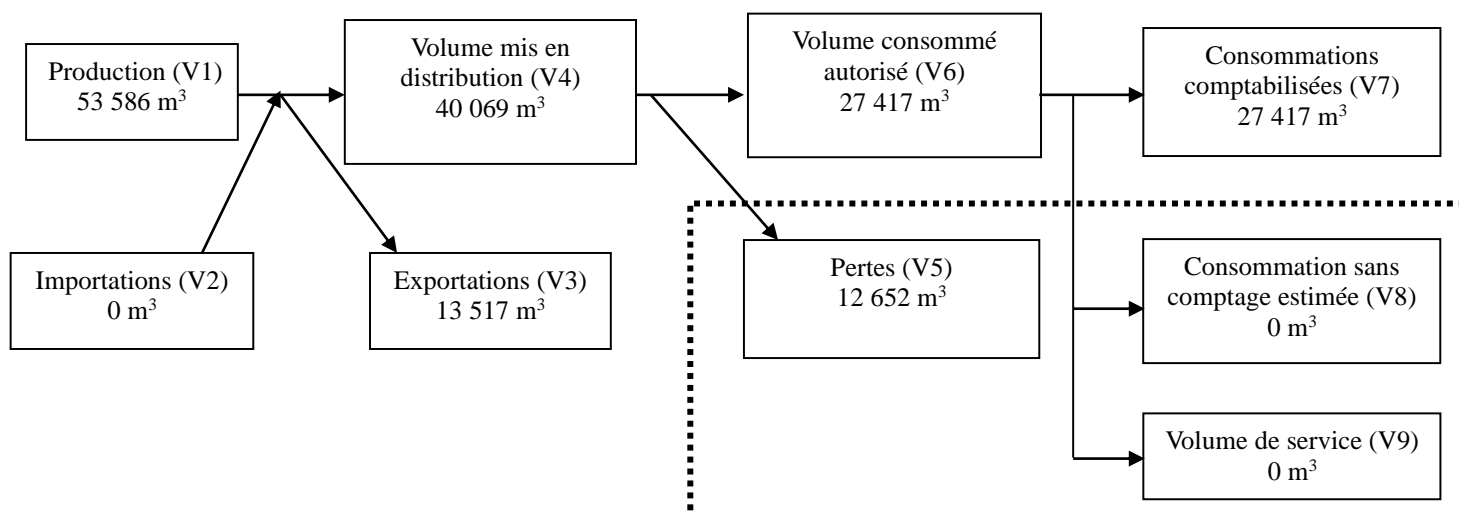 Production (V1)
53 586 m³
Volume mis en
distribution (V4)
40 069 m³
Volume consommé
autorisé (V6)
27 417 m³
Consommations
comptabilisées (V7)
27 417 m³
Importations (V2)
0 m³
Exportations (V3)
13 517 m³
Pertes (V5)
12 652 m³
Consommation sans
comptage estimée (V8)
0 m³
Volume de service (V9)
0 m³